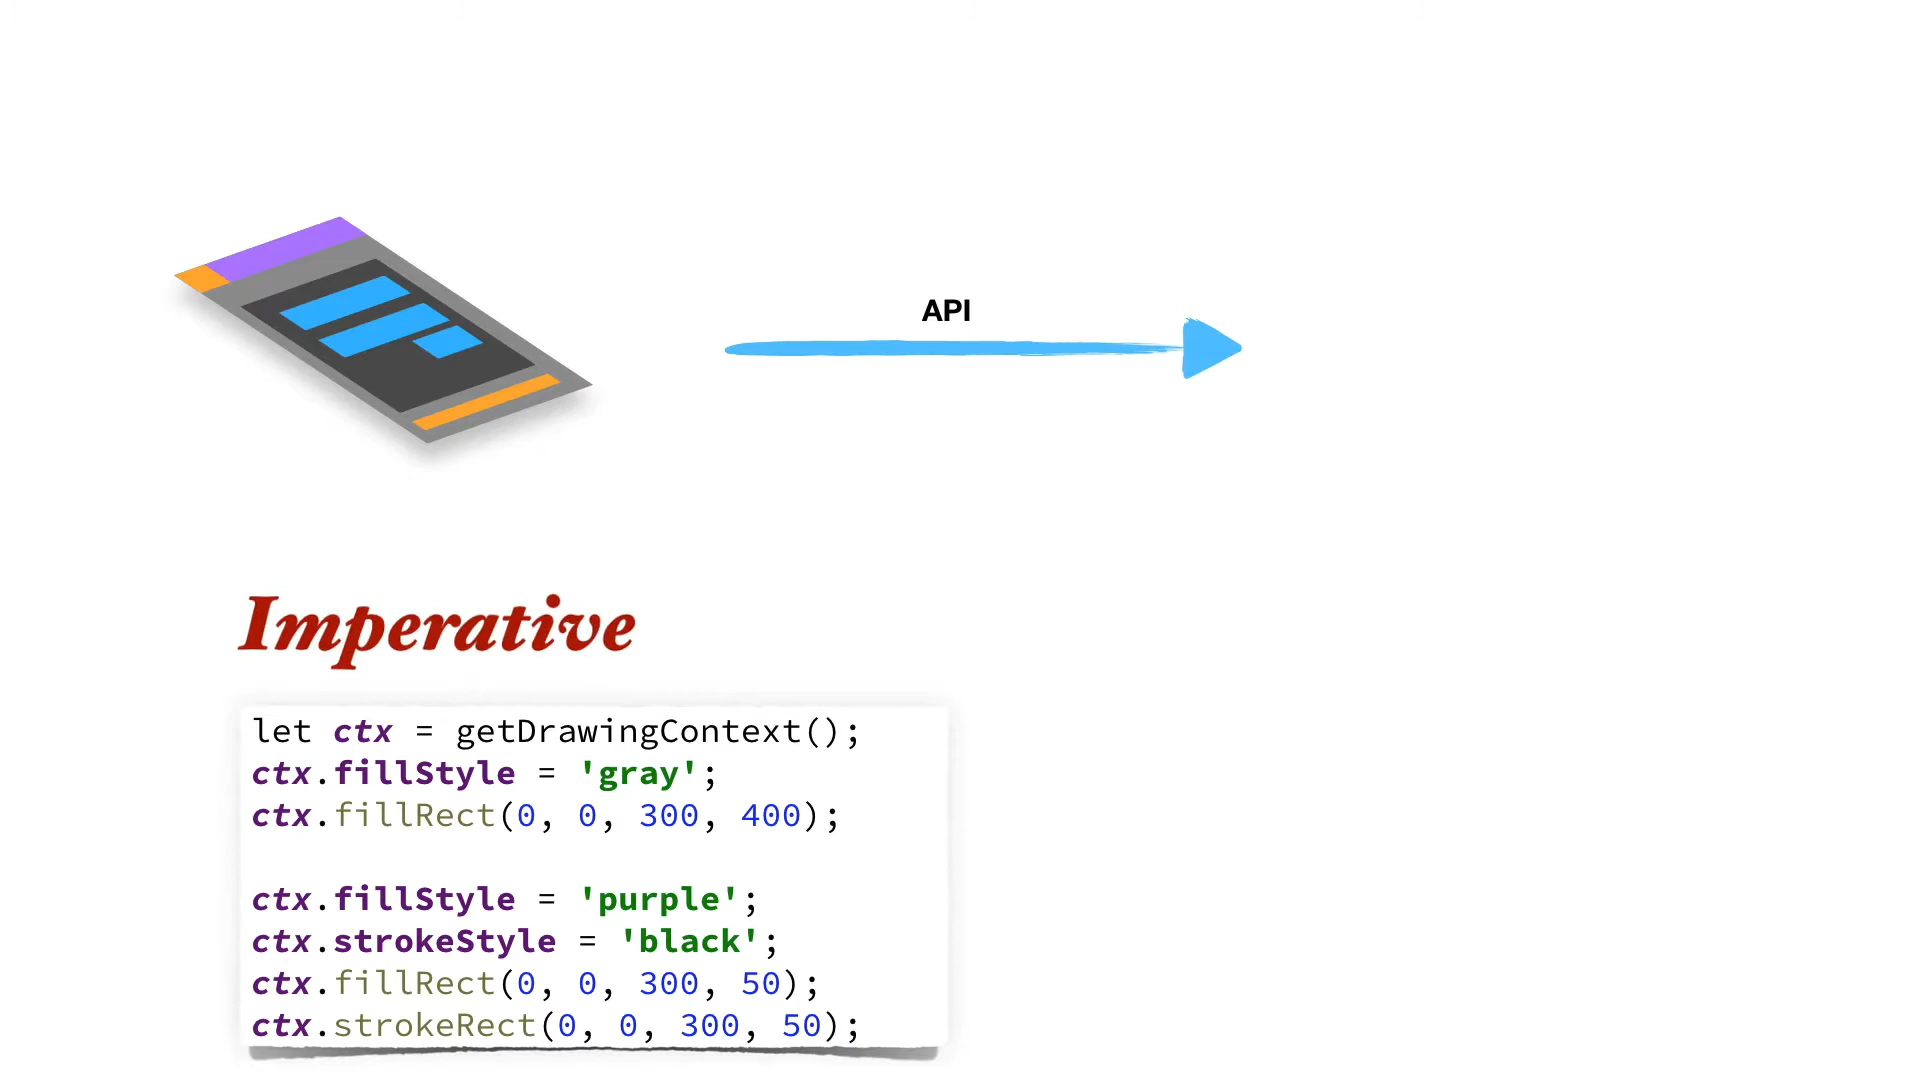 API
Imperative
let ctx = getDrawingContext();
ctx.fillStyle = 'gray';
ctx.fillRect(0, 0, 300, 400);
ctx.fillStyle = 'purple';
ctx.strokeStyle = 'black';
ctx.fillRect(0, 0, 300, 50);
ctx.strokeRect(0, 0, 300, 50);